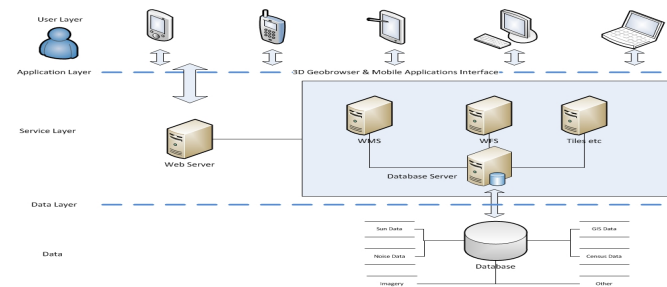 User Layer
Application Layer
3D Geobrowser & Mobile Applications Interface
Service Layer
Web Server
WMS
WFS
Tiles etc
Database Server
Data Layer
Sun Data
GIS Data
Data
Noise Data
Census Data
Database
Imagery
Other